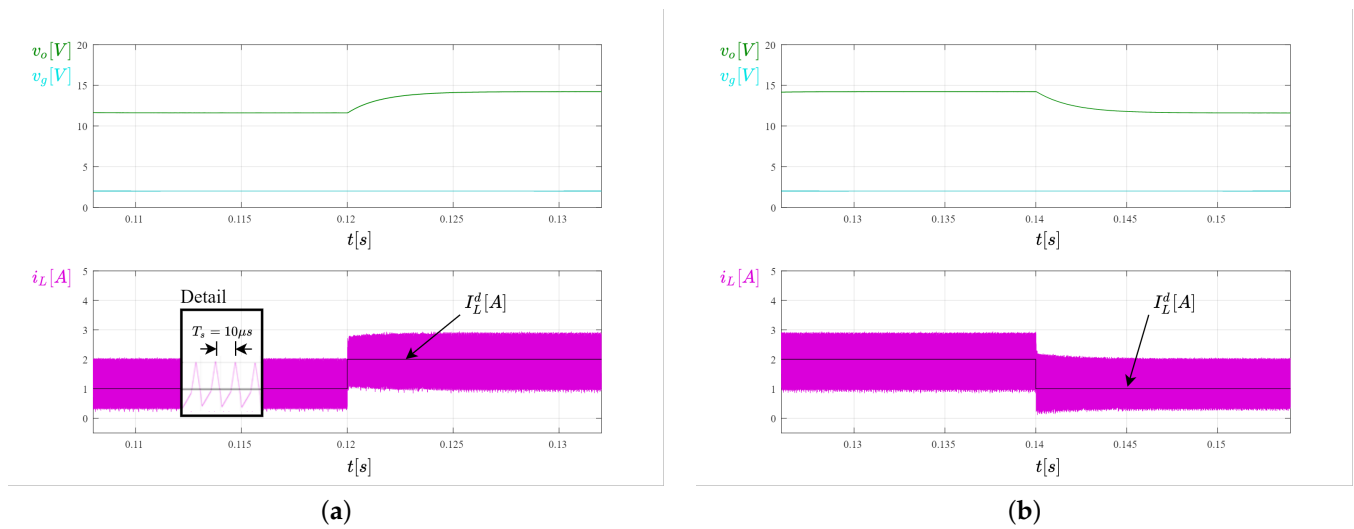 v_o[V]
v_g[V]
20
15
10
5
0
0.11
0.115
0.12
0.125
0.13
t[s]
i_L[A]
5
4
3
2
1
0
Detail
T_s = 10μs
I_L^d[A]
0.11
0.115
0.12
0.125
0.13
t[s]
(a)
v_o[V]
v_g[V]
20
15
10
5
0
0.13
0.135
0.14
0.145
0.15
t[s]
i_L[A]
5
4
3
2
1
0
I_L^d[A]
0.13
0.135
0.14
0.145
0.15
t[s]
(b)